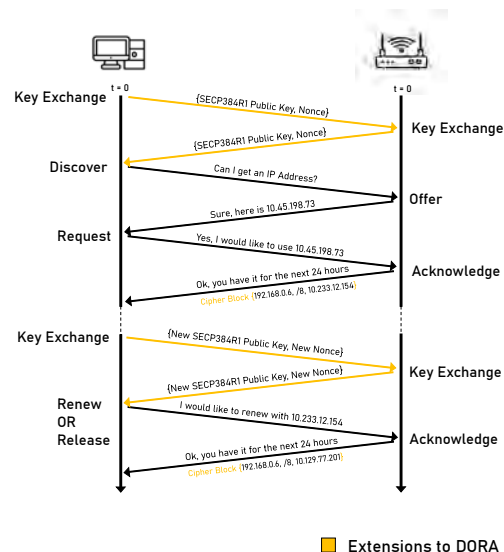 t = 0
t = 0
Key Exchange
{SECP384R1 Public Key, Nonce}
Key Exchange
{SECP384R1 Public Key, Nonce}
Discover
Can I get an IP Address?
Offer
Sure, here is 10.45.198.73
Request
Yes, I would like to use 10.45.198.73
Acknowledge
Ok, you have it for the next 24 hours
Cipher Block {192.168.0.6, /8, 10.233.12.154}
Key Exchange
{New SECP384R1 Public Key, New Nonce}
Key Exchange
{New SECP384R1 Public Key, New Nonce}
Renew
OR
Release
I would like to renew with 10.233.12.154
Acknowledge
Ok, you have it for the next 24 hours
Cipher Block {192.168.0.6, /8, 10.129.77.201}
Extensions to DORA